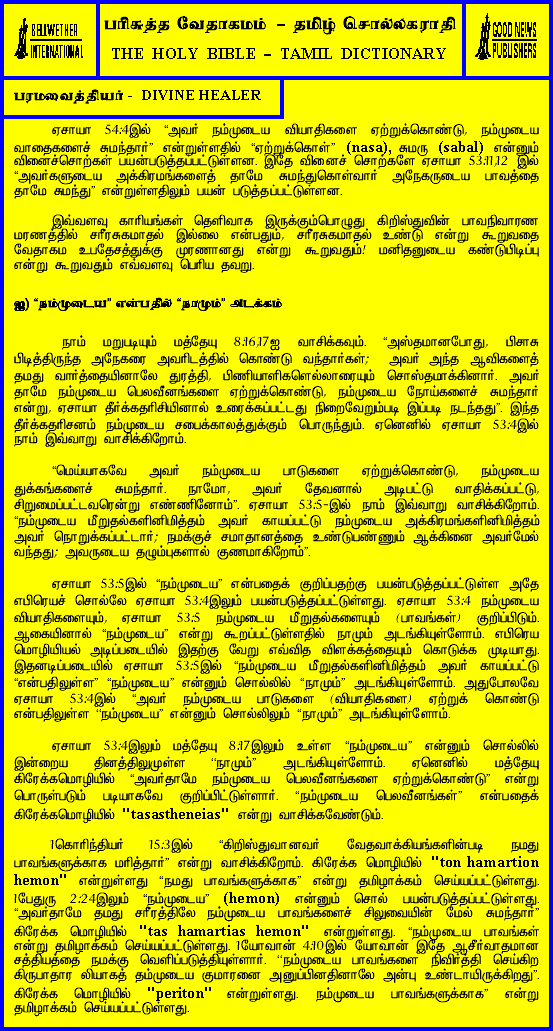 BELLWETHER
INTERNATIONAL
பரிசுத்த வேதாகமம் – தமிழ் சொல்லகராதி
THE HOLY BIBLE – TAMIL DICTIONARY
GOOD NEWS
PUBLISHERS
பரமவைத்தியர் - DIVINE HEALER
ஏசாயா 54:4இல் “அவர் நம்முடைய வியாதிகளை ஏற்றுக்கொண்டு, நம்முடைய
வாதைகளைச் சுமந்தார்” என்றுள்ளதில் “ஏற்றுக்கொள்” (nasa), சுமரு (sabal) என்னும்
வினைச்சொற்கள் பயன்படுத்தப்பட்டுள்ளன. இதே வினைச் சொற்களே ஏசாயா 53:11,12 இல்
“அவர்களுடைய அக்கிரமங்களைத் தாமே சுமந்துகொள்வார் அநேகருடைய பாவத்தை
தாமே சுமந்து” என்றுள்ளதிலும் பயன் படுத்தப்பட்டுள்ளன.
இவ்வளவு காரியங்கள் தெளிவாக இருக்கும்பொழுது கிறிஸ்துவின் பாவநிவாரண
மரணத்தில் சரீரசுகமாதல் இல்லை என்பதும், சரீரசுகமாதல் உண்டு என்று கூறுவதை
வேதாகம உபதேசத்துக்கு முரணானது என்று கூறுவதும்! மனிதனுடைய கண்டுபிடிப்பு
என்று கூறுவதும் எவ்வளவு பெரிய தவறு.
ஐ) “நம்முடைய” என்பதில் “நாமும்” அடக்கம்
நாம் மறுபடியும் மத்தேயு 8:16,17ஐ வாசிக்கவும். “அஸ்தமானபோது, பிசாசு
பிடித்திருந்த அநேகரை அவரிடத்தில் கொண்டு வந்தார்கள்; அவர் அந்த ஆவிகளைத்
தமது வார்த்தையினாலே துரத்தி, பிணியாளிகளெல்லாரையும் சொஸ்தமாக்கினார். அவர்
தாமே நம்முடைய பெலவீனங்களை ஏற்றுக்கொண்டு, நம்முடைய நோய்களைச் சுமந்தார்
என்று, ஏசாயா தீர்க்கதரிசியினால் உரைக்கப்பட்டது நிறைவேறும்படி இப்படி நடந்தது”. இந்த
தீர்க்கதரிசனம் நம்முடைய சபைக்காலத்துக்கும் பொருந்தும். ஏனெனில் ஏசாயா 53:4இல்
நாம் இவ்வாறு வாசிக்கிறோம்.
“மெய்யாகவே அவர் நம்முடைய பாடுகளை ஏற்றுக்கொண்டு, நம்முடைய
துக்கங்களைச் சுமந்தார். நாமோ, அவர் தேவனால் அடிபட்டு வாதிக்கப்பட்டு,
சிறுமைப்பட்டவரென்று எண்ணினோம்”. ஏசாயா 53:5-இல் நாம் இவ்வாறு வாசிக்கிறோம்.
“நம்முடைய மீறுதல்களினிமித்தம் அவர் காயப்பட்டு நம்முடைய அக்கிரமங்களினிமித்தம்
அவர் நொறுக்கப்பட்டார்; நமக்குச் சமாதானத்தை உண்டுபண்ணும் ஆக்கினை அவர்மேல்
வந்தது; அவருடைய தழும்புகளால் குணமாகிறோம்”.
ஏசாயா 53:5இல் “நம்முடைய” என்பதைக் குறிப்பதற்கு பயன்படுத்தப்பட்டுள்ள அதே
எபிரெயச் சொல்லே ஏசாயா 53:4இலும் பயன்படுத்தப்பட்டுள்ளது. ஏசாயா 53:4 நம்முடைய
வியாதிகளையும், ஏசாயா 53:5 நம்முடைய மீறுதல்களையும் (பாவங்கள்) குறிப்பிடும்.
ஆகையினால் “நம்முடைய” என்று கூறப்பட்டுள்ளதில் நாமும் அடங்கியுள்ளோம். எபிரெய
மொழியியல் அடிப்படையில் இதற்கு வேறு எவ்வித விளக்கத்தையும் கொடுக்க முடியாது.
இதனடிப்படையில் ஏசாயா 53:5இல் “நம்முடைய மீறுதல்களினிமித்தம் அவர் காயப்பட்டு
“என்பதிலுள்ள” “நம்முடைய” என்னும் சொல்லில் “நாமும்” அடங்கியுள்ளோம். அதுபோலவே
ஏசாயா 53:4இல் “அவர் நம்முடைய பாடுகளை (வியாதிகளை) ஏற்றுக் கொண்டு
என்பதிலுள்ள “நம்முடைய” என்னும் சொல்லிலும் “நாமும்” அடங்கியுள்ளோம்.
ஏசாயா 53:4இலும் மத்தேயு 8:17இலும் உள்ள “நம்முடைய” என்னும் சொல்லில்
இன்றைய தினத்திலுமுள்ள “நாமும்” அடங்கியுள்ளோம். ஏனெனில் மத்தேயு
கிரேக்கமொழியில் “அவர்தாமே நம்முடைய பெலவீனங்களை ஏற்றுக்கொண்டு” என்று
பொருள்படும் படியாகவே குறிப்பிட்டுள்ளார். “நம்முடைய பெலவீனங்கள்” என்பதைக்
கிரேக்கமொழியில் "tasastheneias" என்று வாசிக்கவேண்டும்.
1கொரிந்தியர் 15:3இல் “கிறிஸ்துவானவர் வேதவாக்கியங்களின்படி நமது
பாவங்களுக்காக மரித்தார்” என்று வாசிக்கிறோம். கிரேக்க மொழியில் "ton hamartion
hemon" என்றுள்ளது “நமது பாவங்களுக்காக” என்று தமிழாக்கம் செய்யப்பட்டுள்ளது.
1பேதுரு 2:24இலும் “நம்முடைய” (hemon) என்னும் சொல் பயன்படுத்தப்பட்டுள்ளது.
“அவர்தாமே தமது சரீரத்திலே நம்முடைய பாவங்களைச் சிலுவையின் மேல் சுமந்தார்”
கிரேக்க மொழியில் "tas hamartias hemon" என்றுள்ளது. “நம்முடைய பாவங்கள்
என்று தமிழாக்கம் செய்யப்பட்டுள்ளது. 1யோவான் 4:10இல் யோவான் இதே ஆசீர்வாதமான
சத்தியத்தை நமக்கு வெளிப்படுத்தியுள்ளார். “நம்முடைய பாவங்களை நிவிர்த்தி செய்கிற
கிருபாதார லியாகத் தம்முடைய குமாரனை அனுப்பினதினாலே அன்பு உண்டாயிருக்கிறது”.
கிரேக்க மொழியில் "periton" என்றுள்ளது. நம்முடைய பாவங்களுக்காக” என்று
தமிழாக்கம் செய்யப்பட்டுள்ளது.